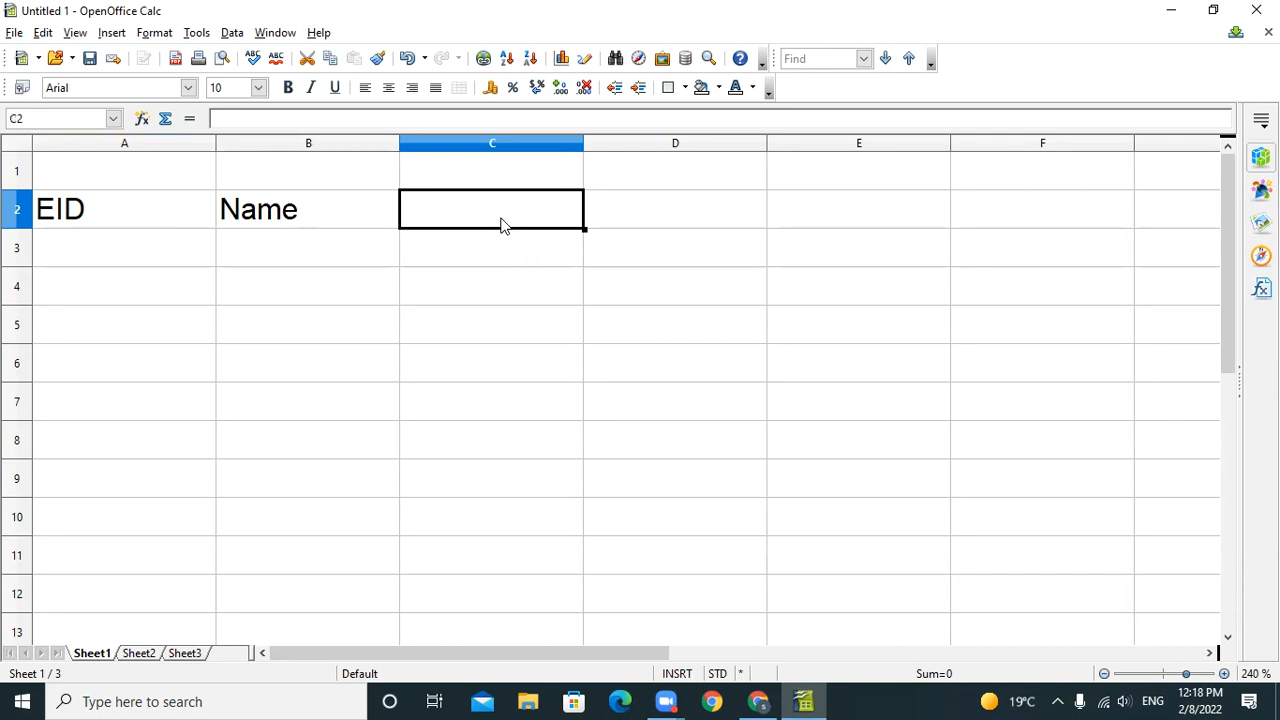 Untitled 1 - OpenOffice Calc
File Edit View Insert Format Tools Data Window Help
Find
Arial 10
C2
A B C D E F
1
2 EID Name
3
4
5
6
7
8
9
10
11
12
13
Sheet1 Sheet2 Sheet3
Sheet 1 / 3 Default INSRT STD * Sum=0 240 %
Type here to search 19°C ENG 12:18 PM
2/8/2022